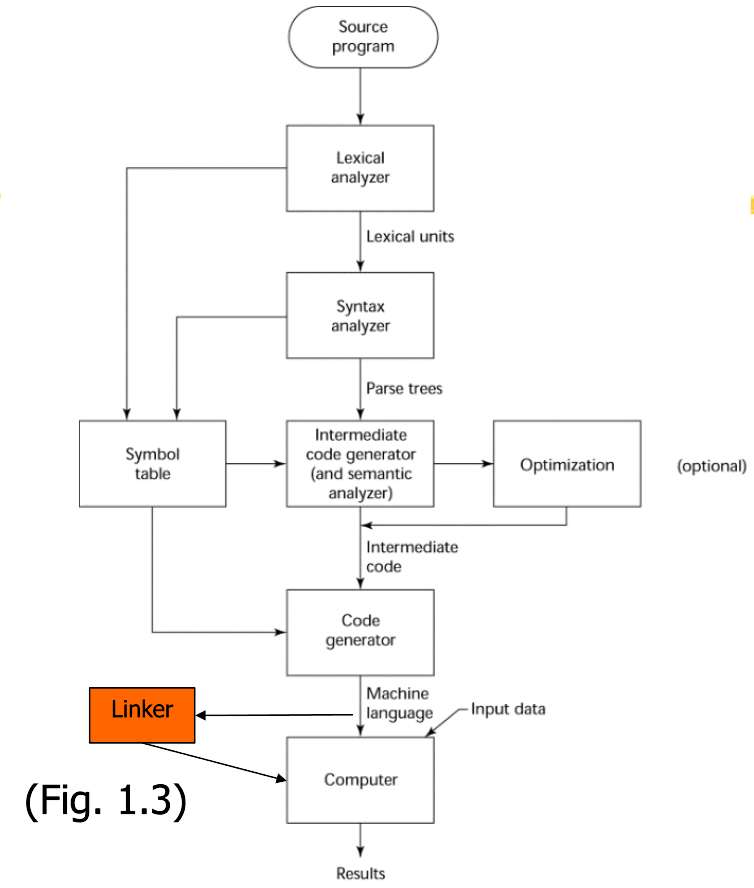 Source
program
Lexical
analyzer
Lexical units
Syntax
analyzer
Parse trees
Symbol
table
Intermediate
code generator
(and semantic
analyzer)
Optimization
(optional)
Intermediate
code
Code
generator
Linker
Machine
language
Input data
Computer
(Fig. 1.3)
Results